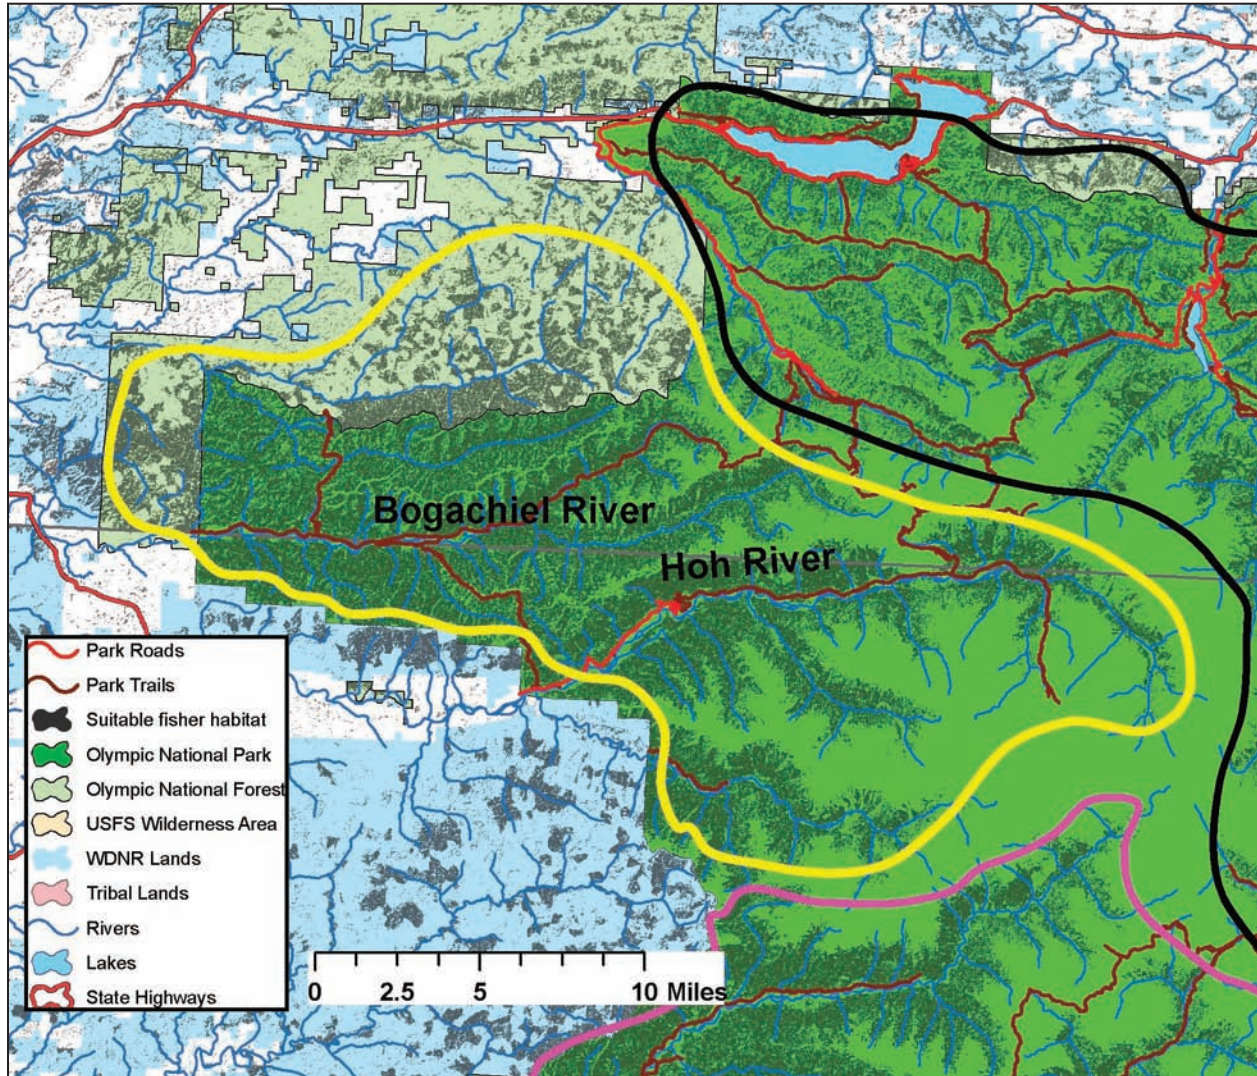 Bogachiel River
Hoh River
Park Roads
Park Trails
Suitable fisher habitat
Olympic National Park
Olympic National Forest
USFS Wilderness Area
WDNR Lands
Tribal Lands
Rivers
Lakes
State Highways
0 2.5 5 10 Miles